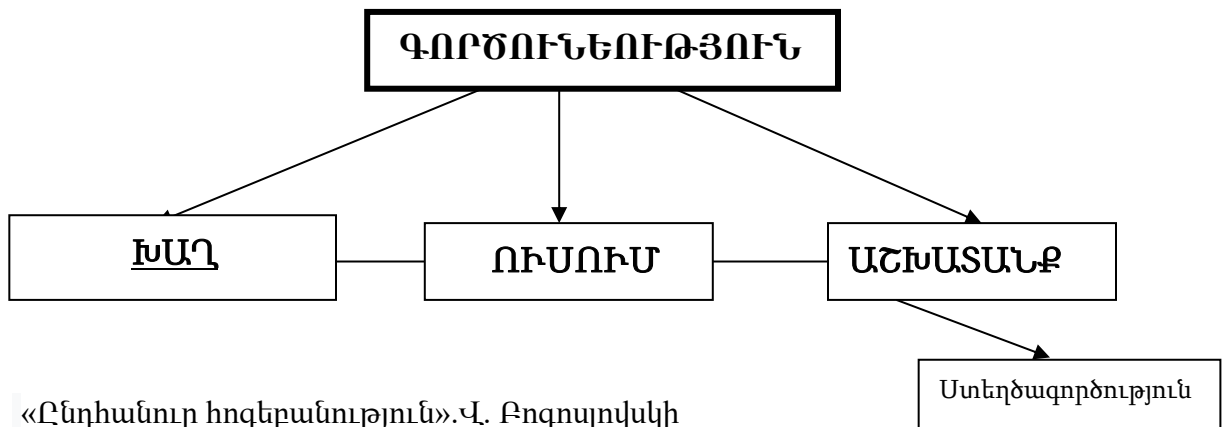 ԳՈՐԾՈՒՆԵՈՒԹՅՈՒՆ
ԽԱՂ
ՈՒՍՈՒՄ
ԱՇԽԱՏԱՆՔ
Ստեղծագործություն
«Ընդհանուր հոգեբանություն».Վ. Բոգոսլովսկի